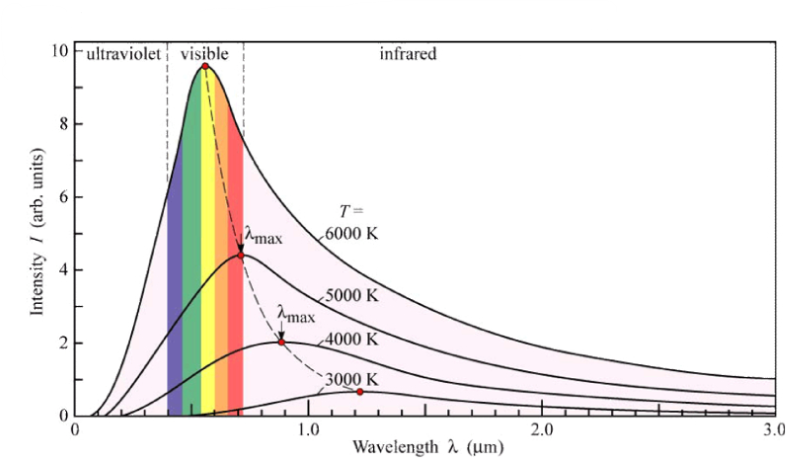 ultraviolet visible infrared
10
8
6
4
2
0
Intensity I (arb. units)
T =
6000 K
λmax
5000 K
λmax
4000 K
3000 K
0 1.0 2.0 3.0
Wavelength λ (μm)